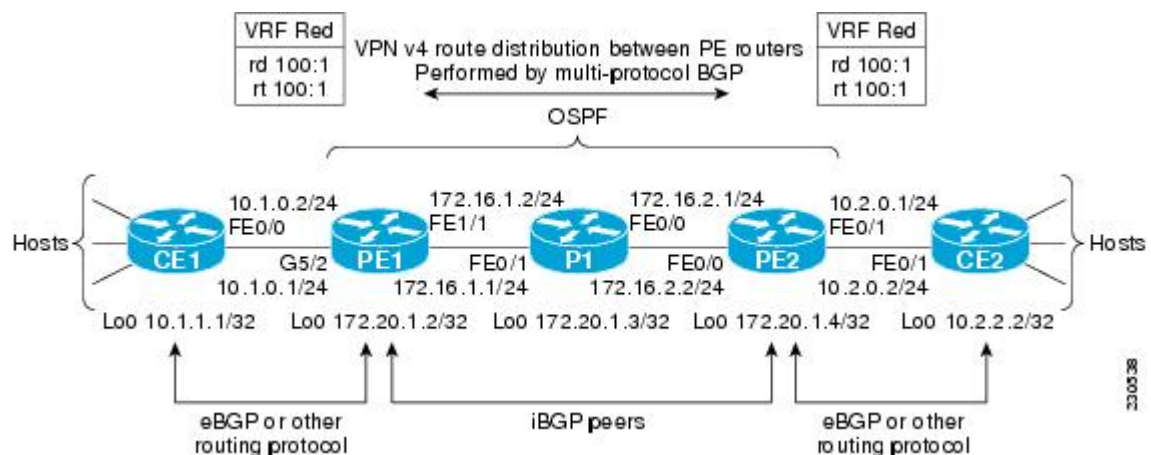 VRF Red
rd 100:1
rt 100:1
VPN v4 route distribution between PE routers
Performed by multi-protocol BGP
VRF Red
rd 100:1
rt 100:1
OSPF
10.1.0.2/24
172.16.1.2/24
172.16.2.1/24
10.2.0.1/24
FE0/0
FE1/1
FE0/0
FE0/1
Hosts
CE1
PE1
P1
PE2
CE2
Hosts
G5/2
FE0/1
FE0/0
FE0/1
10.1.0.1/24
172.16.1.1/24
172.16.2.2/24
10.2.0.2/24
Lo0 10.1.1.1/32
Lo0 172.20.1.2/32
Lo0 172.20.1.3/32
Lo0 172.20.1.4/32
Lo0 10.2.2.2/32
eBGP or other
routing protocol
iBGP peers
eBGP or other
routing protocol
230538